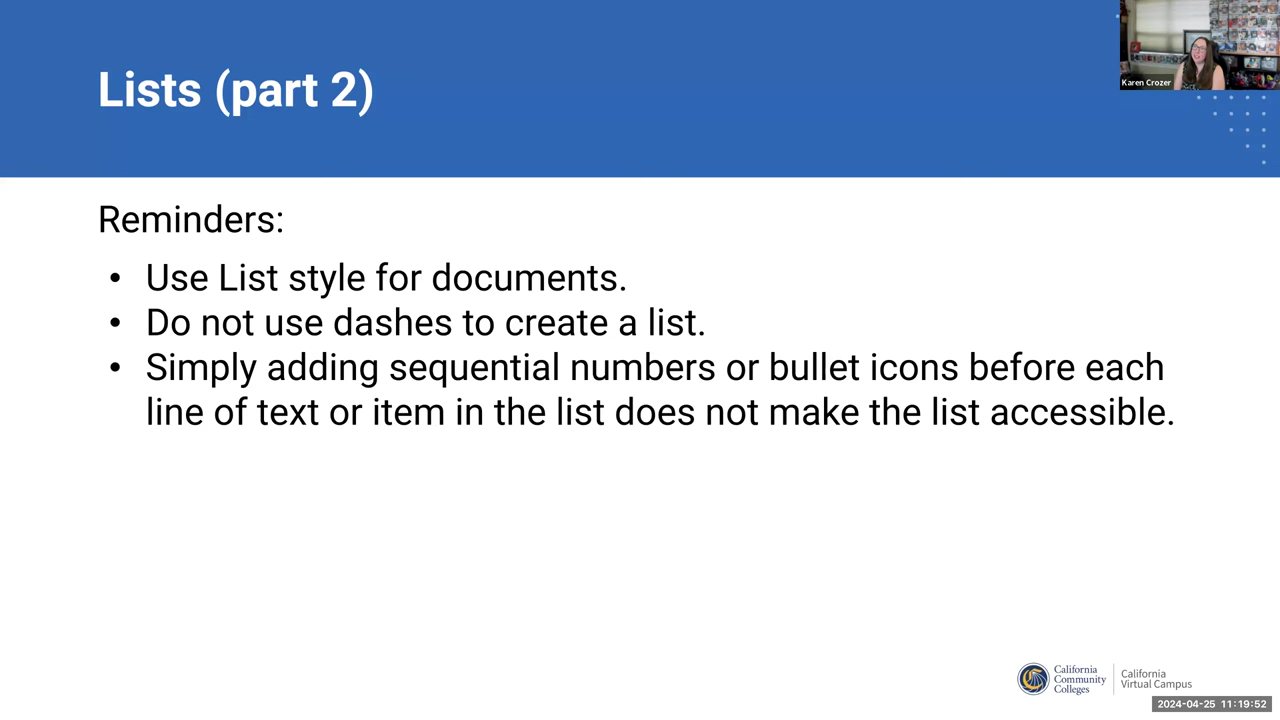 Lists (part 2)
Karen Crozer
Reminders:
• Use List style for documents.
• Do not use dashes to create a list.
• Simply adding sequential numbers or bullet icons before each
line of text or item in the list does not make the list accessible.
California
Community
Colleges
California
Virtual Campus
2024-04-25 11:19:52